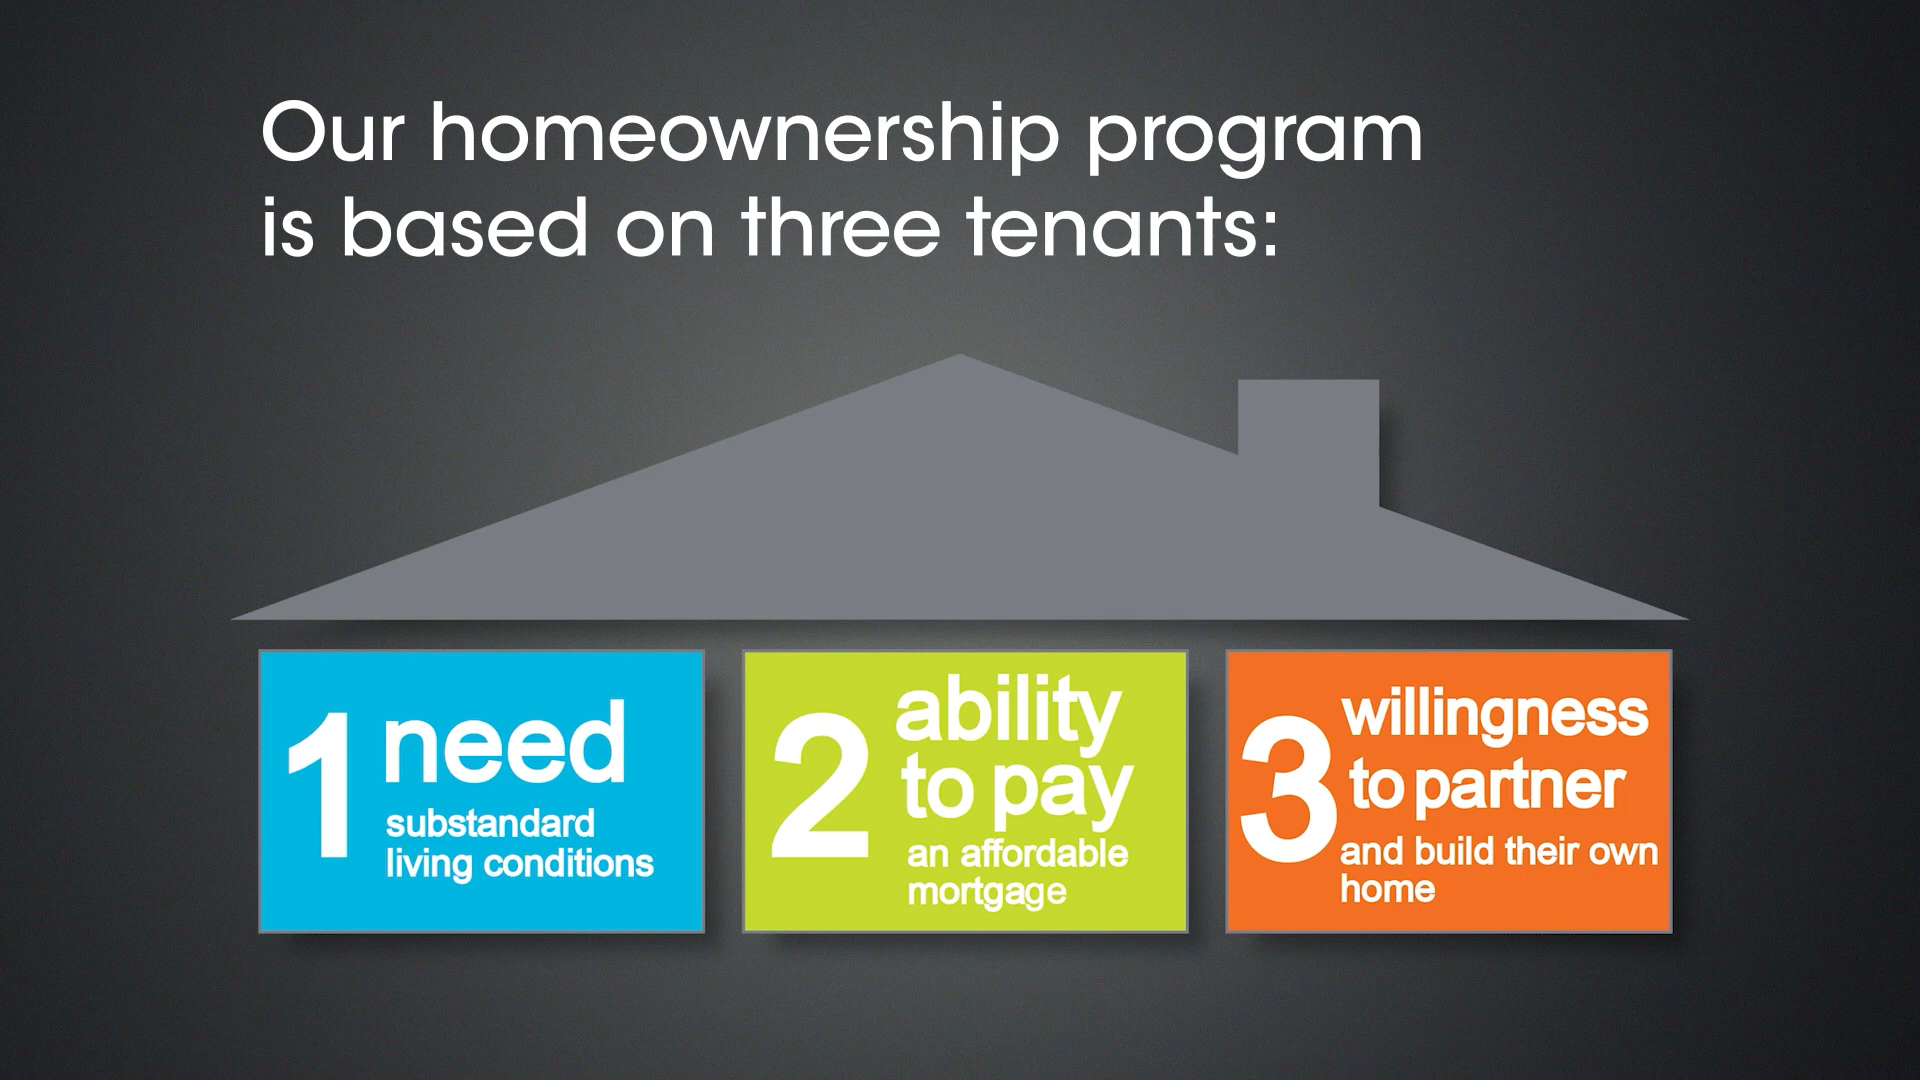 Our homeownership program
is based on three tenants:
1 need
substandard
living conditions
2 ability
to pay
an affordable
mortgage
3 willingness
to partner
and build their own
home